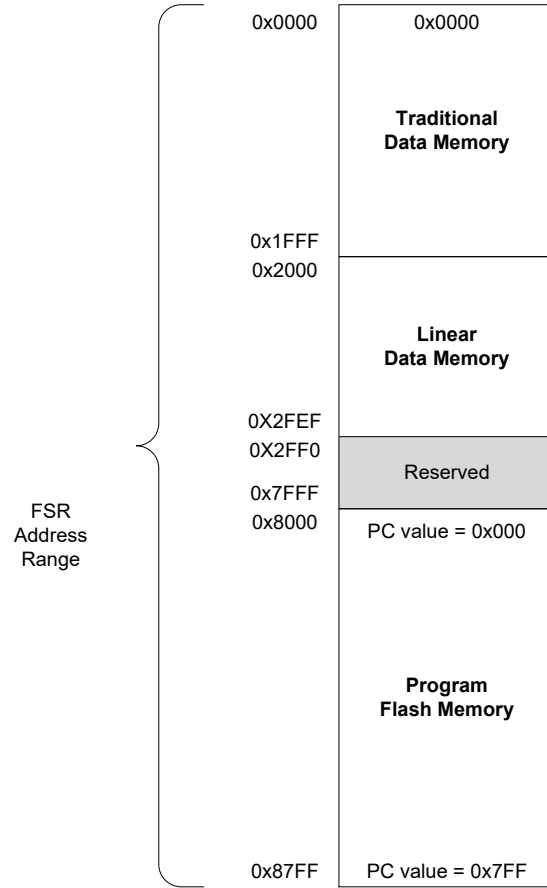 0x0000 0x0000
Traditional
Data Memory
0x1FFF
0x2000
Linear
Data Memory
0X2FEF
0X2FF0
Reserved
0x7FFF
0x8000
PC value = 0x000
FSR
Address
Range
Program
Flash Memory
0x87FF PC value = 0x7FF